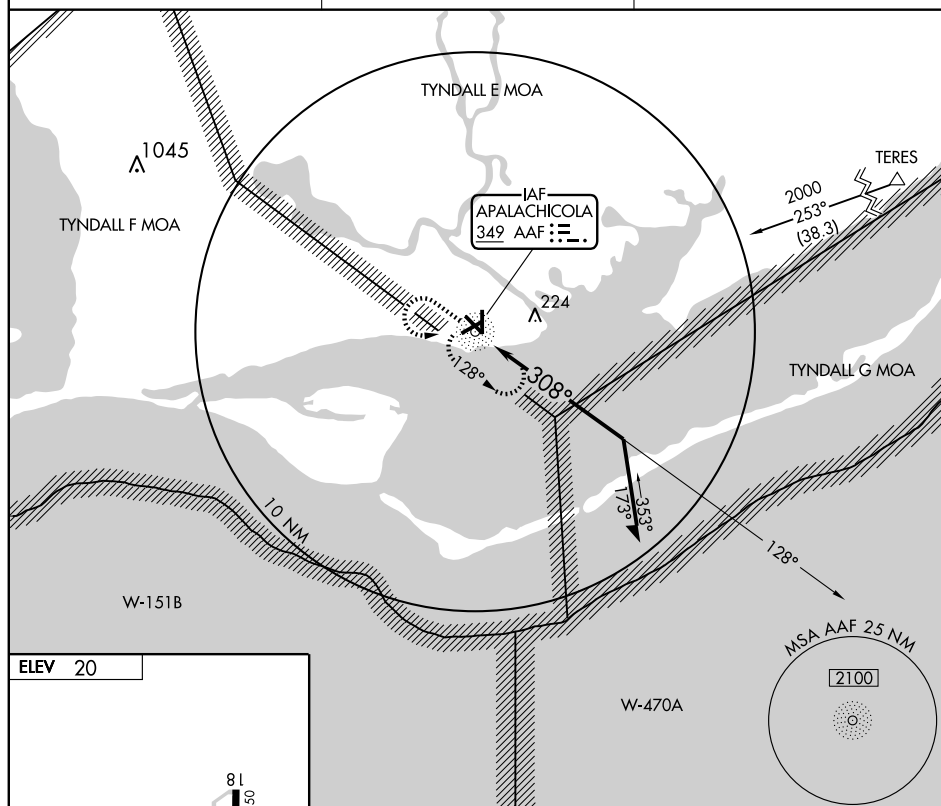 TYNDALL E MOA
1045
TERES
2000
253°
(38.3)
IAF
APALACHICOLA
349 AAF
TYNDALL F MOA
224
128°
308°
TYNDALL G MOA
353°
173°
10 NM
128°
W-151B
MSA AAF 25 NM
2100
ELEV 20
W-470A
18